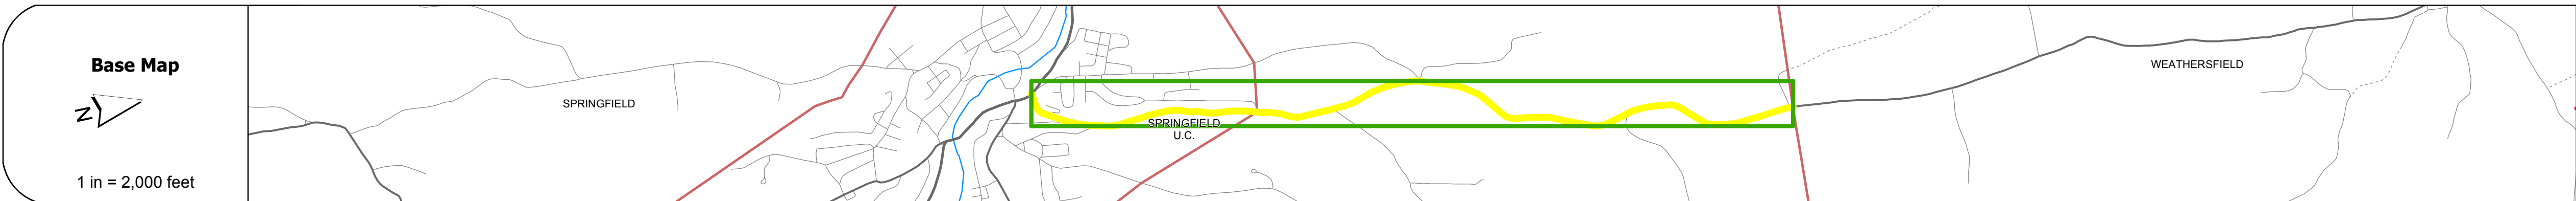 Base Map
N
1 in = 2,000 feet
SPRINGFIELD
SPRINGFIELD
U.C.
WEATHERSFIELD